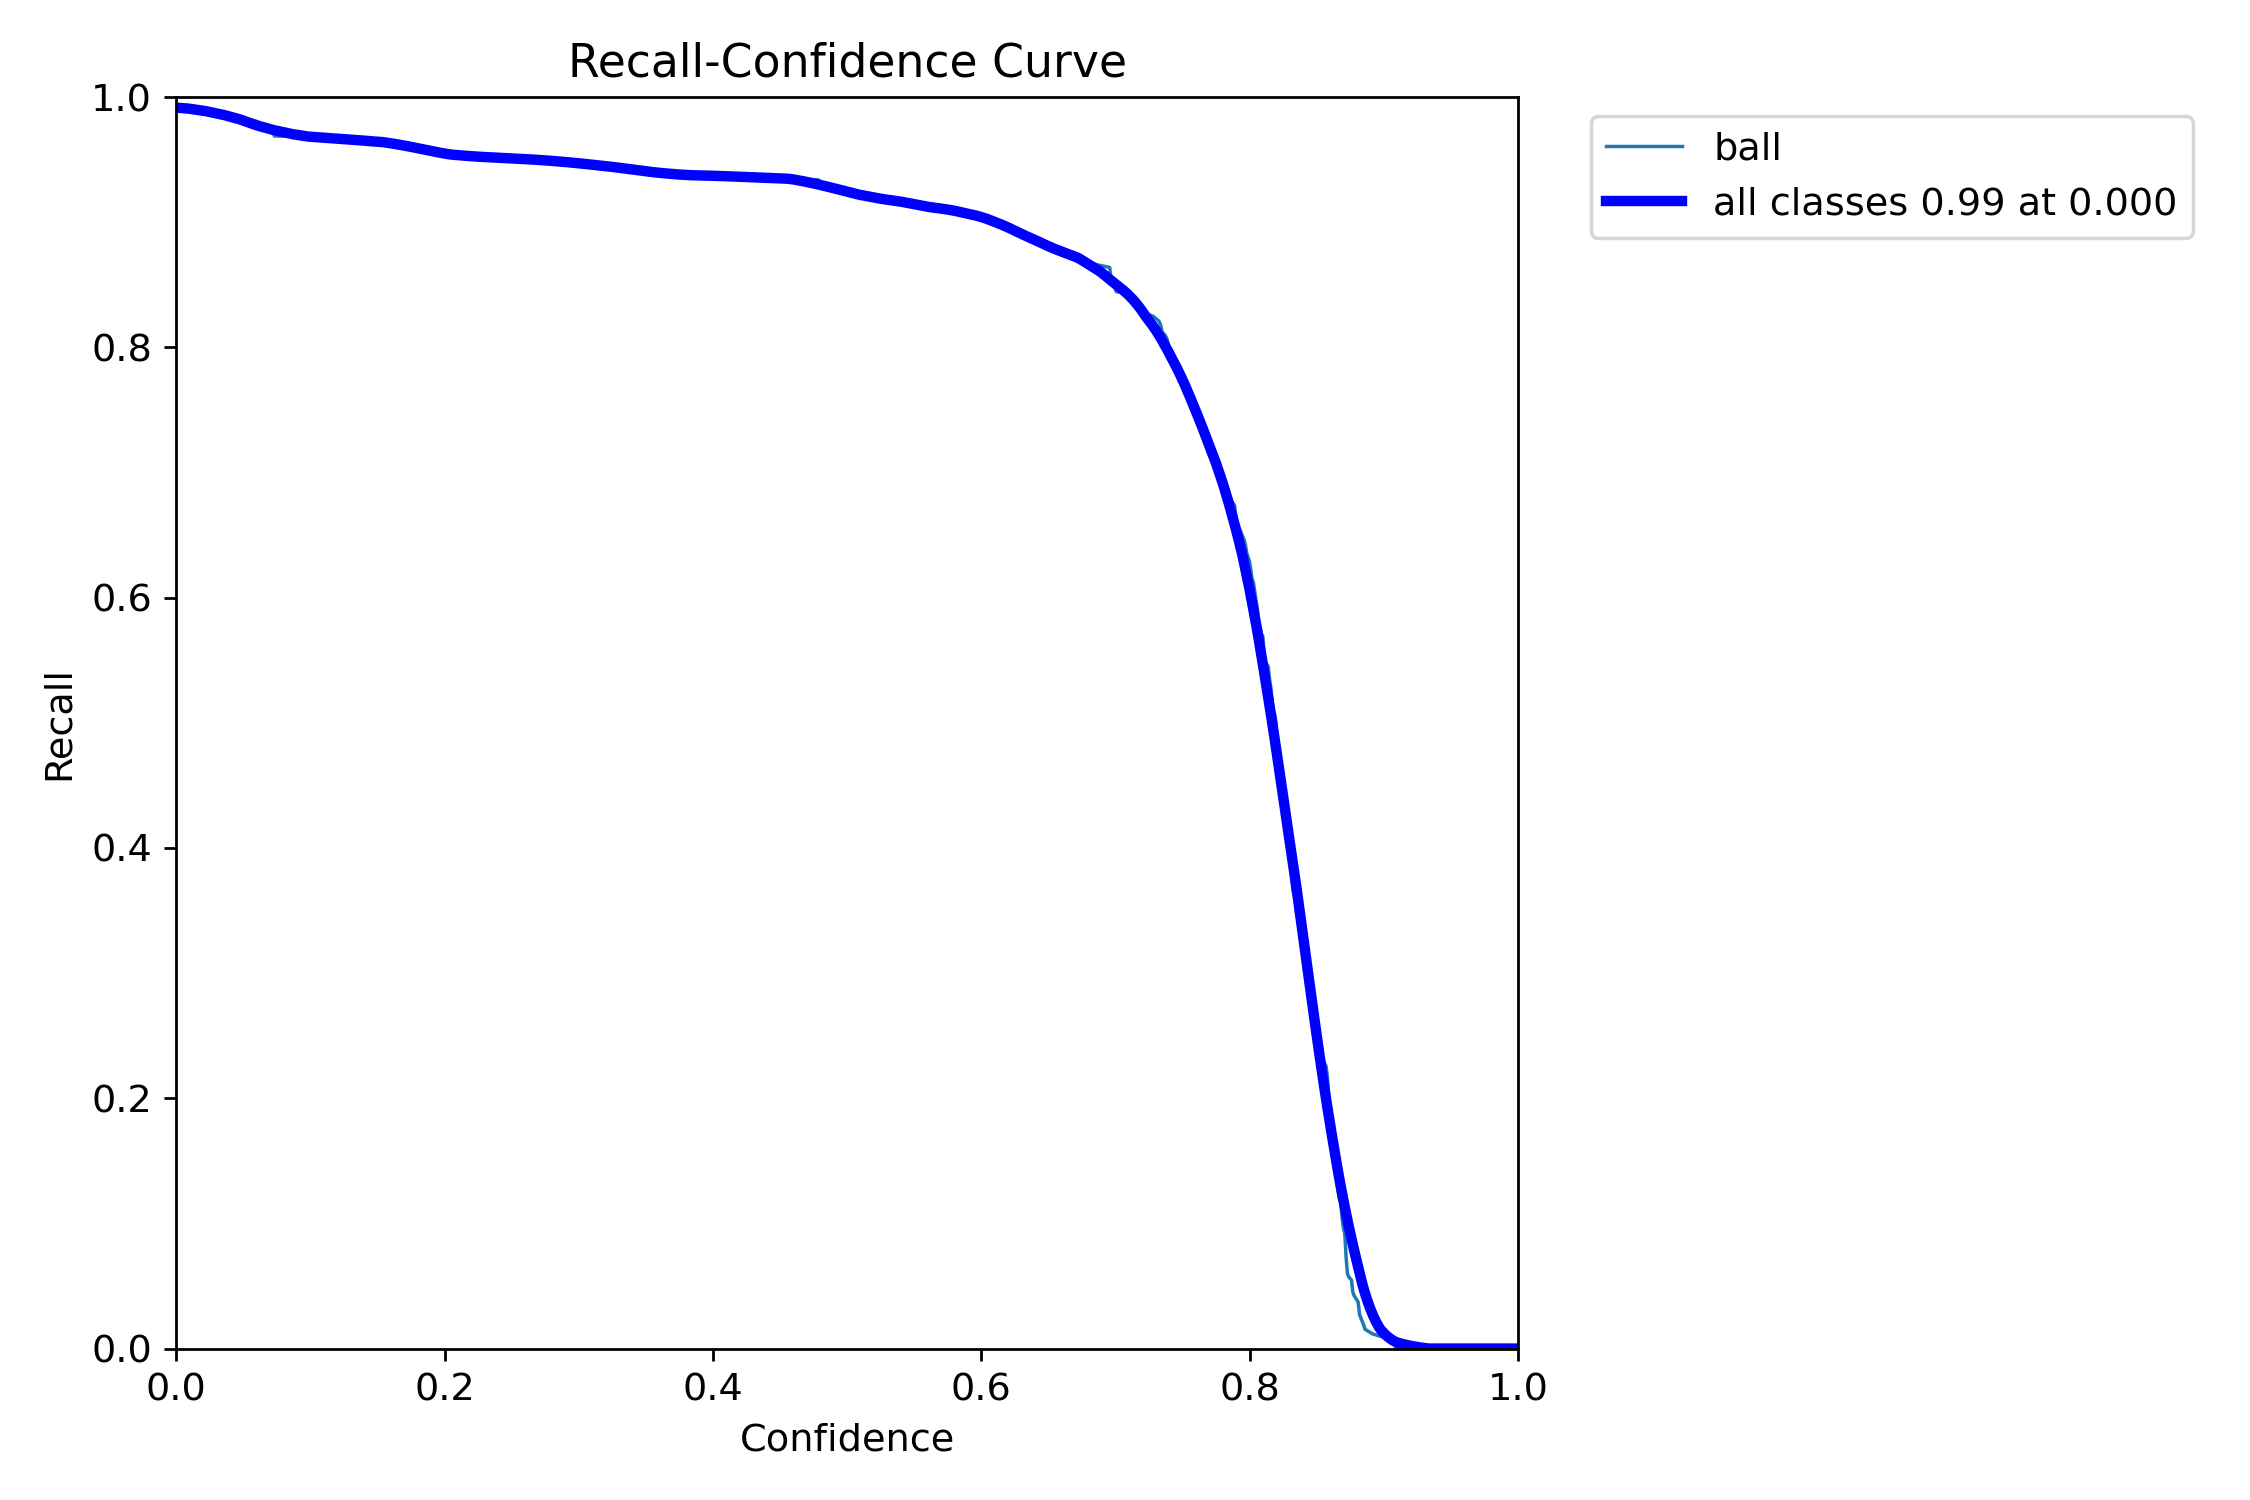 Recall-Confidence Curve
1.0
0.8
0.6
0.4
0.2
0.0
Recall
0.0 0.2 0.4 0.6 0.8 1.0
Confidence
ball
all classes 0.99 at 0.000